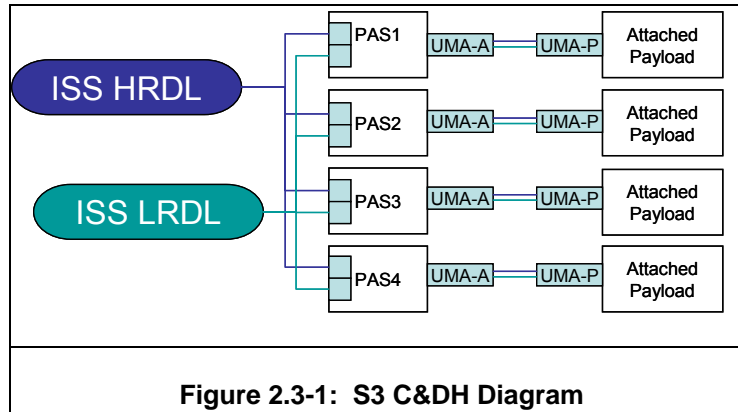 PAS1
UMA-A
UMA-P
Attached
Payload
ISS HRDL
PAS2
UMA-A
UMA-P
Attached
Payload
ISS LRDL
PAS3
UMA-A
UMA-P
Attached
Payload
PAS4
UMA-A
UMA-P
Attached
Payload
Figure 2.3-1: S3 C&DH Diagram